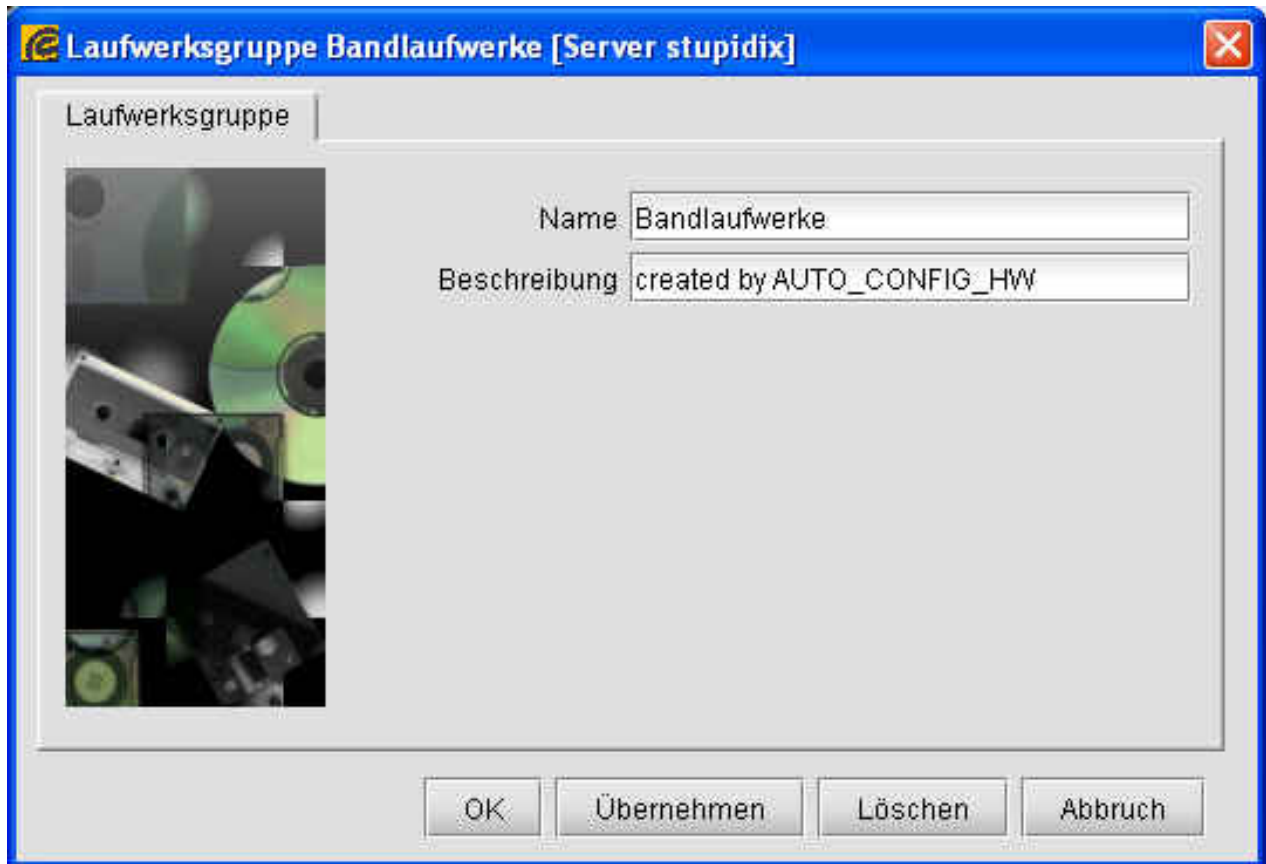 Laufwerksgruppe Bandlaufwerke [Server stupidix]
Laufwerksgruppe
Name Bandlaufwerke
Beschreibung created by AUTO_CONFIG_HW
OK Übernehmen Löschen Abbruch